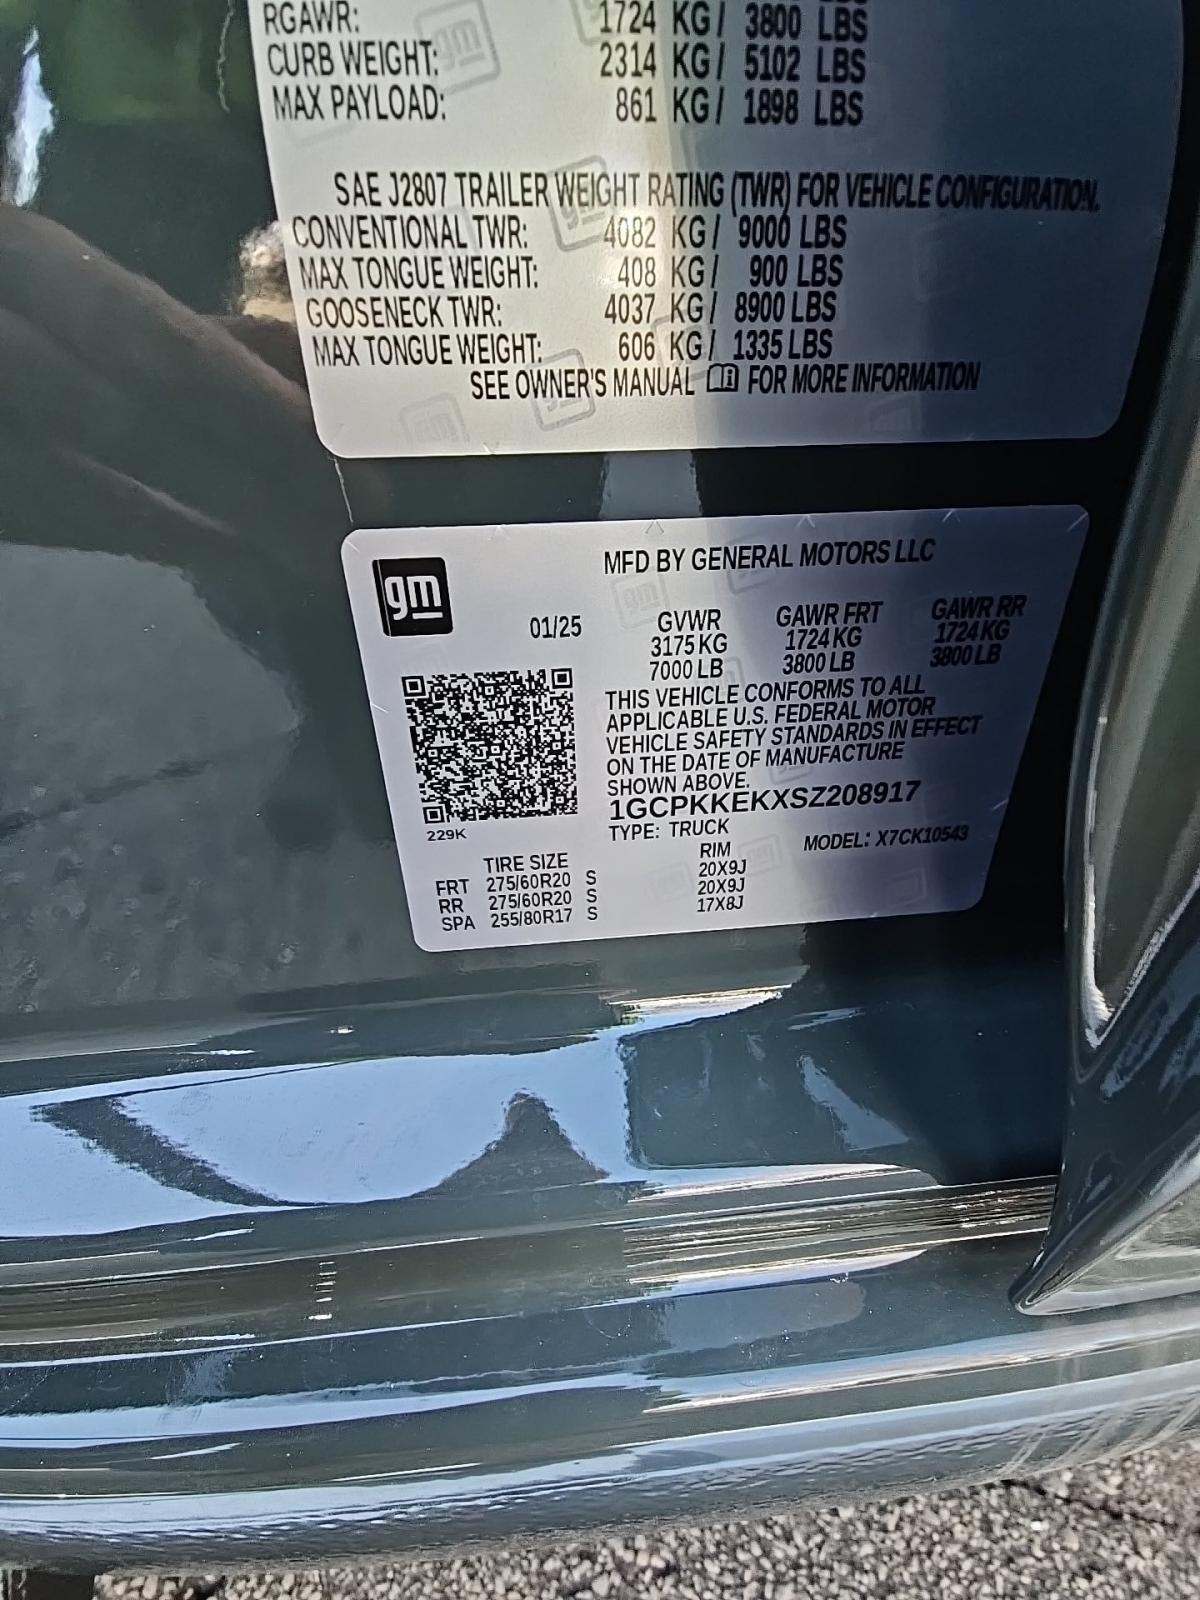 RGAWR: 1724 KG/ 3800 LBS
CURB WEIGHT: 2314 KG/ 5102 LBS
MAX PAYLOAD: 861 KG/ 1898 LBS
SAE J2807 TRAILER WEIGHT RATING (TWR) FOR VEHICLE CONFIGURATION.
CONVENTIONAL TWR: 4082 KG/ 9000 LBS
MAX TONGUE WEIGHT: 408 KG/ 900 LBS
GOOSENECK TWR: 4037 KG/ 8900 LBS
MAX TONGUE WEIGHT: 606 KG/ 1335 LBS
SEE OWNER'S MANUAL FOR MORE INFORMATION
gm
MFD BY GENERAL MOTORS LLC
01/25 GVWR GAWR FRT GAWR RR
3175 KG 1724 KG 1724 KG
7000 LB 3800 LB 3800 LB
THIS VEHICLE CONFORMS TO ALL
APPLICABLE U.S. FEDERAL MOTOR
VEHICLE SAFETY STANDARDS IN EFFECT
ON THE DATE OF MANUFACTURE
SHOWN ABOVE.
1GCPKKEKXSZ208917
229K
TYPE: TRUCK MODEL: X7CK10543
TIRE SIZE RIM
FRT 275/60R20 S 20X9J
RR 275/60R20 S 20X9J
SPA 255/80R17 S 17X8J